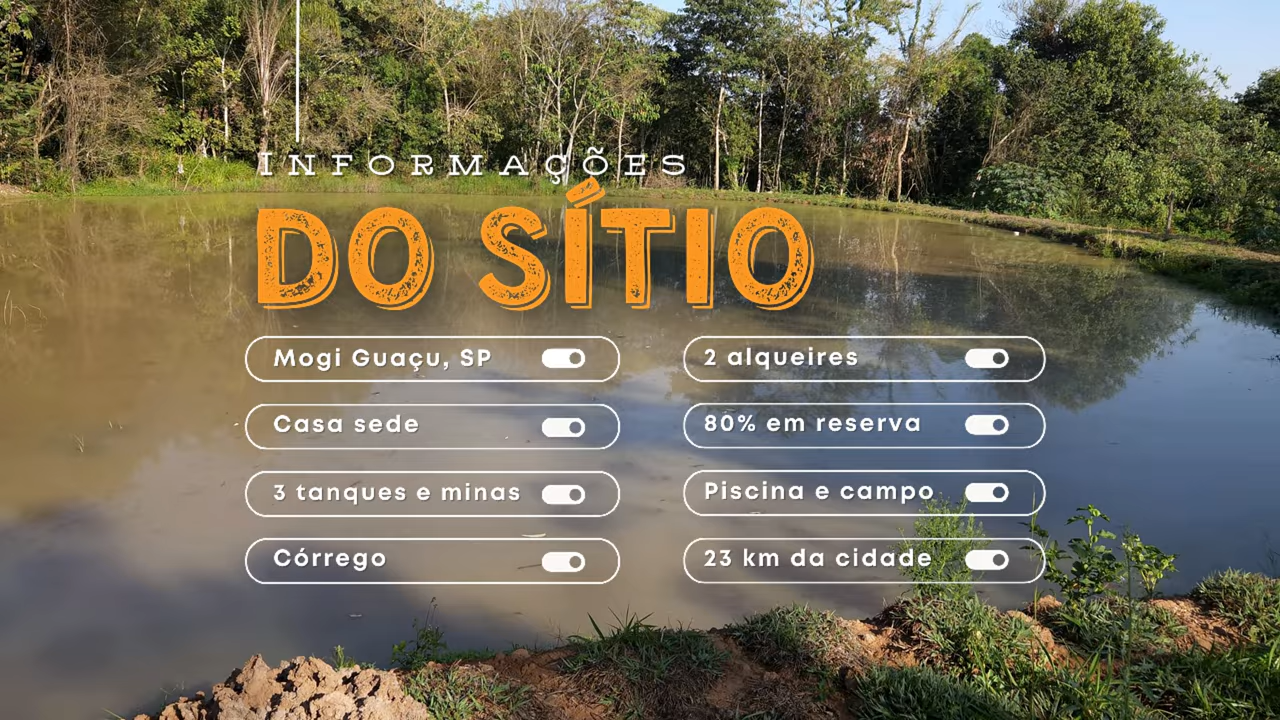 INFORMAÇÕES
DO SÍTIO
Mogi Guaçu, SP
Casa sede
3 tanques e minas
Córrego
2 alqueires
80% em reserva
Piscina e campo
23 km da cidade